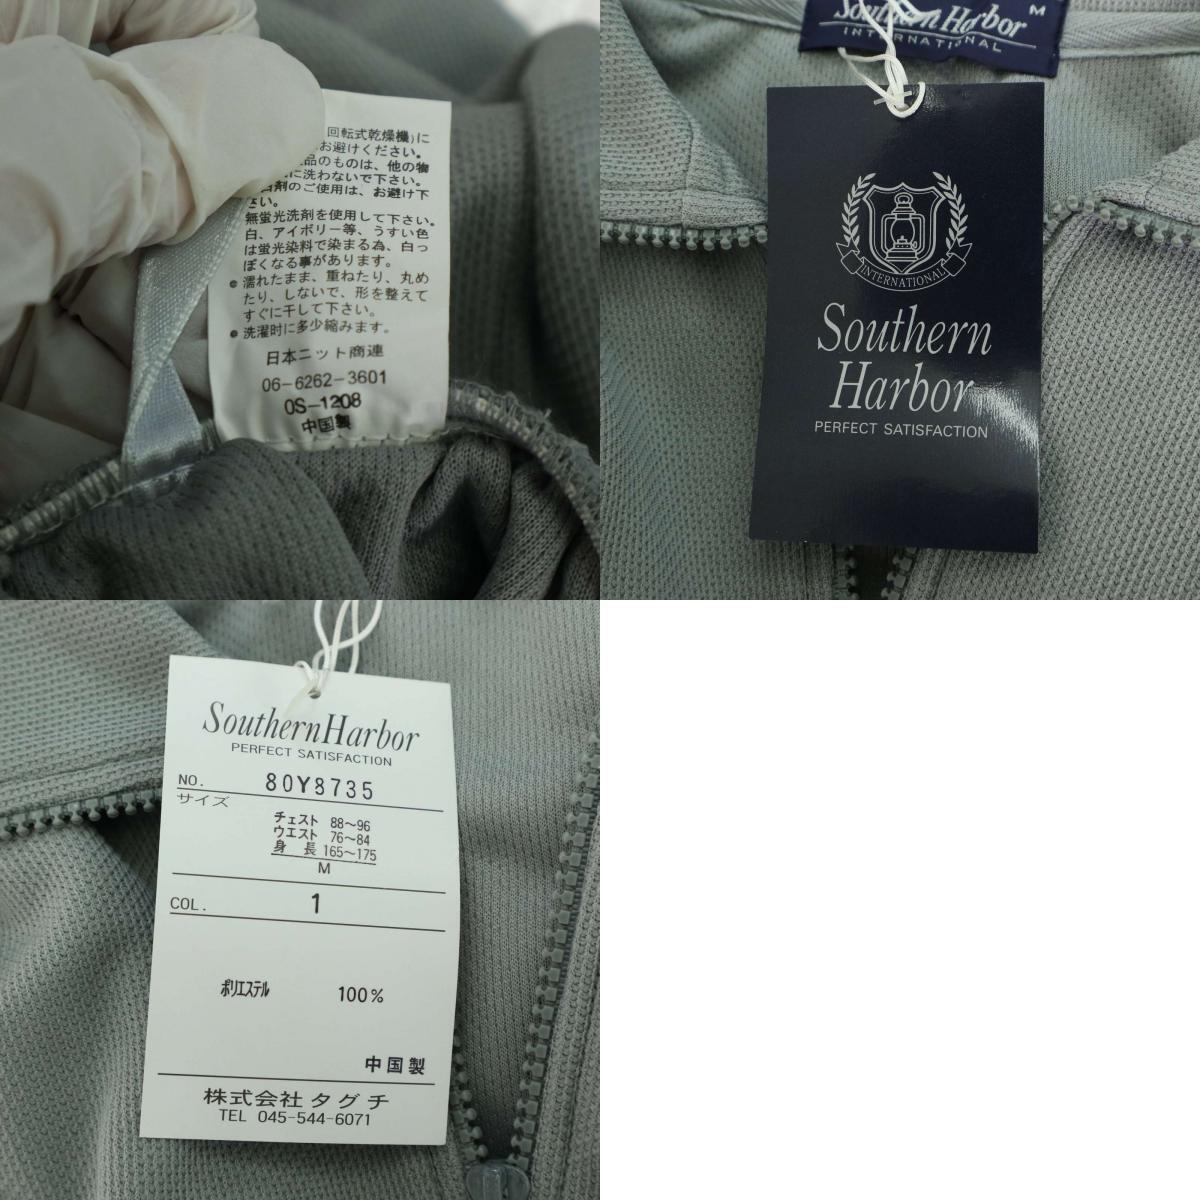 回転式乾燥機)に
お避けください。
品のものは、他の物
に洗わないで下さい。
剤のご使用は、お避け下
さい。
無蛍光洗剤を使用して下さい。
白、アイボリー等、うすい色
は蛍光染料で染まる為、白っ
ぽくなる事があります。
● 濡れたまま、重ねたり、丸め
たり、しないで、形を整えて
すぐに干して下さい。
● 洗濯時に多少縮みます。
日本ニット商連
06-6262-3601
OS-1208
中国製
Southern Harbor
INTERNATIONAL
M
INTERNATIONAL
Southern
Harbor
PERFECT SATISFACTION
SouthernHarbor
PERFECT SATISFACTION
NO. 80Y8735
サイズ
チェスト 88～96
ウエスト 76～84
身 長 165～175
M
COL. 1
ポリエステル 100%
中国製
株式会社タグチ
TEL 045-544-6071